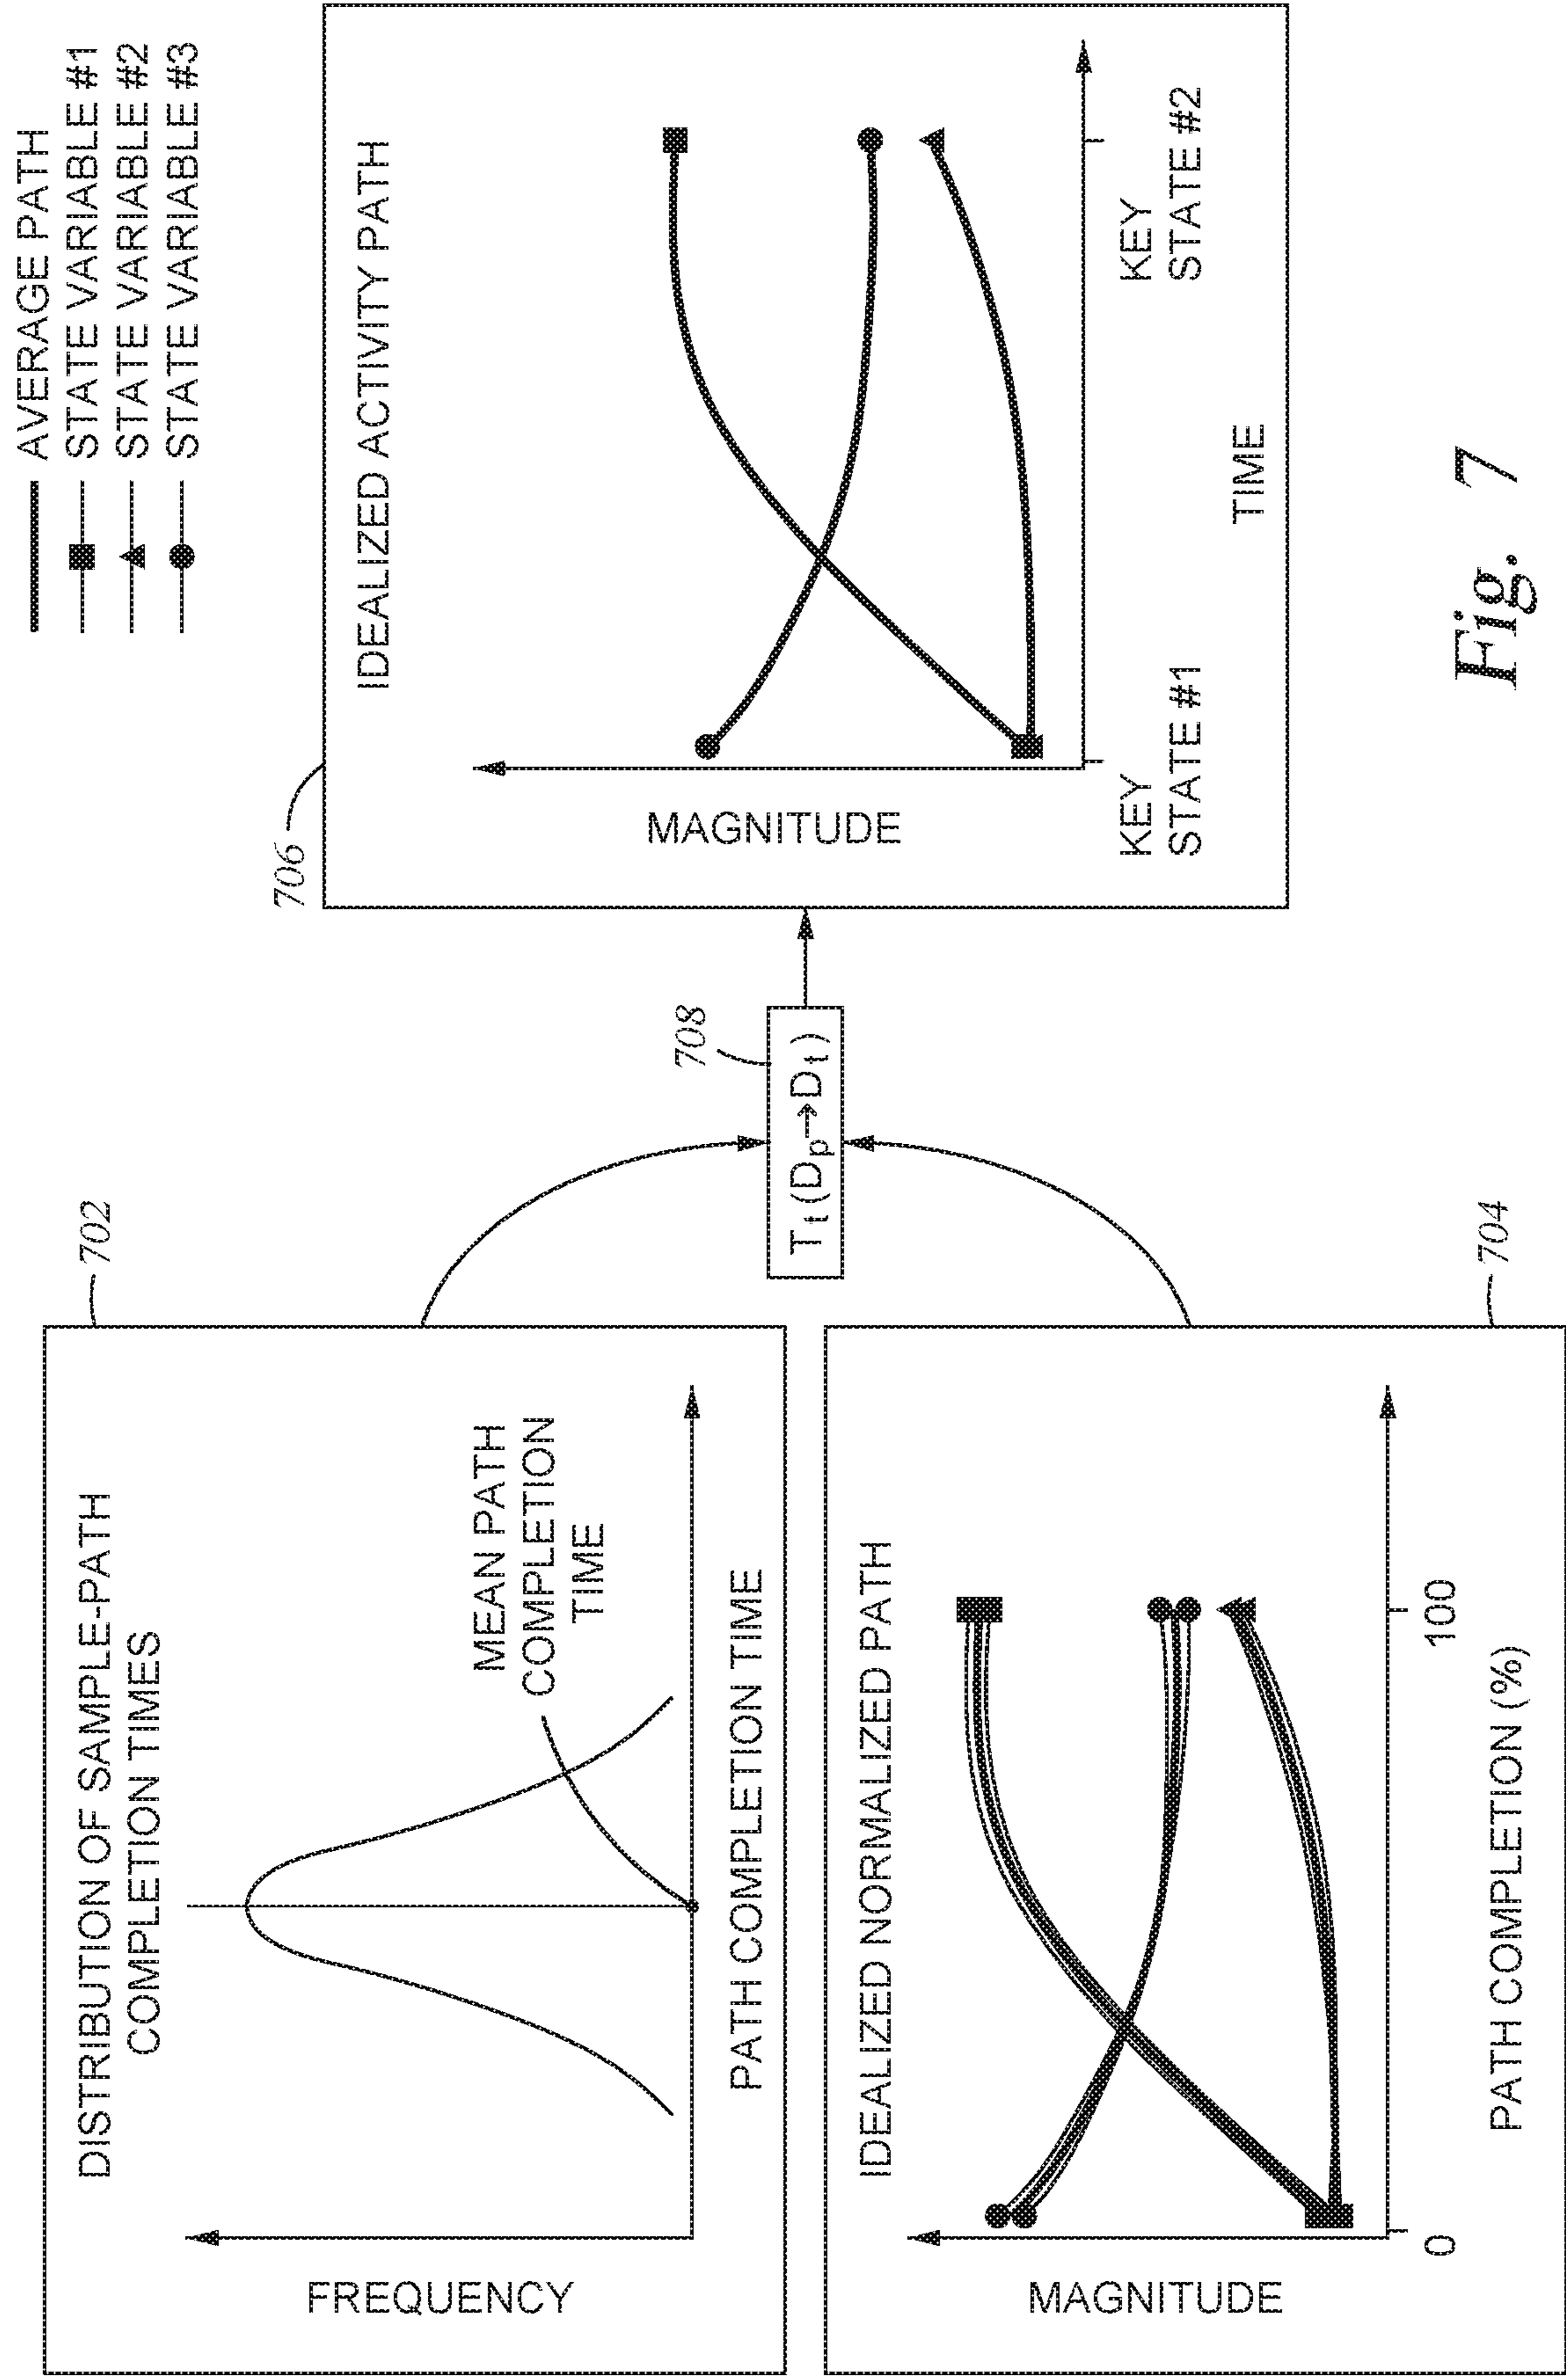 AVERAGE PATH
STATE VARIABLE #1
STATE VARIABLE #2
STATE VARIABLE #3
702
DISTRIBUTION OF SAMPLE-PATH
COMPLETION TIMES
FREQUENCY
MEAN PATH
COMPLETION
TIME
PATH COMPLETION TIME
704
IDEALIZED NORMALIZED PATH
MAGNITUDE
0
100
PATH COMPLETION (%)
708
Tt(Dp→Dt)
706
IDEALIZED ACTIVITY PATH
MAGNITUDE
KEY
STATE #1
KEY
STATE #2
TIME
Fig. 7